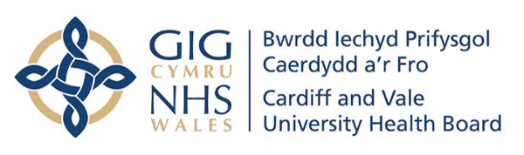 GIG
CYMRU
NHS
WALES
Bwrdd Iechyd Prifysgol
Caerdydd a'r Fro
Cardiff and Vale
University Health Board